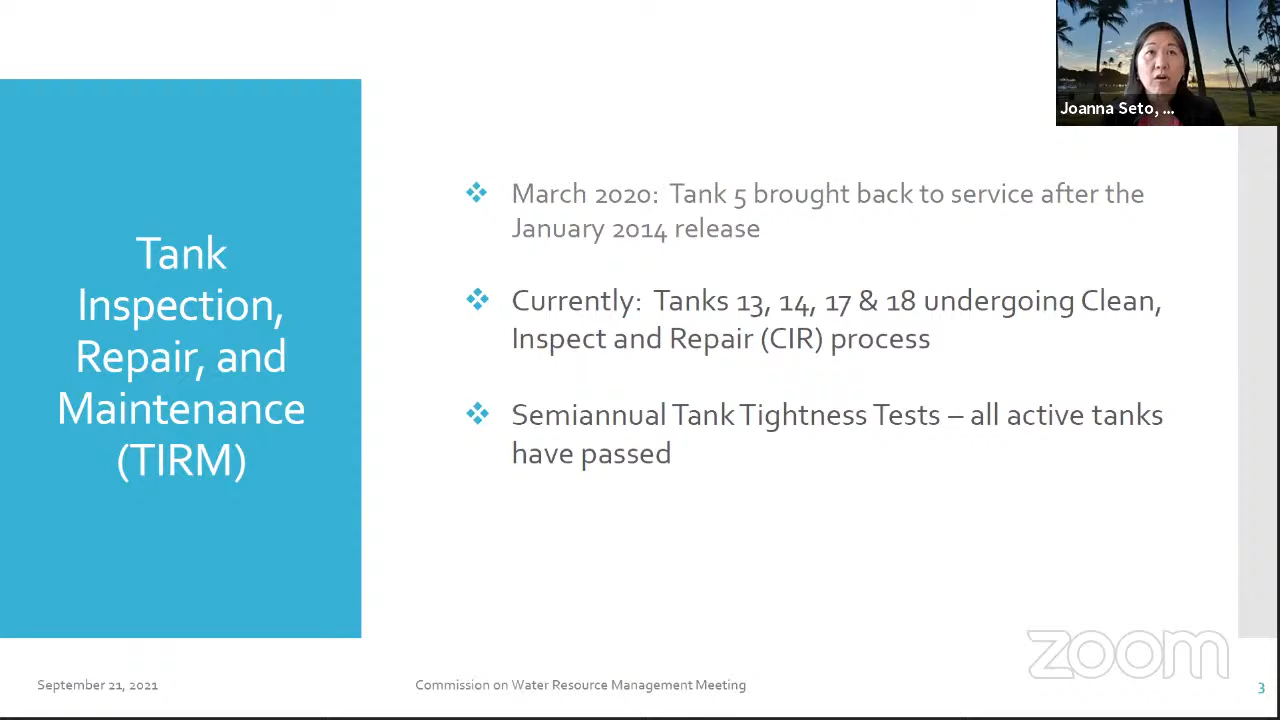 Joanna Seto, ...
Tank
Inspection,
Repair, and
Maintenance
(TIRM)
❖ March 2020: Tank 5 brought back to service after the
January 2014 release
❖ Currently: Tanks 13, 14, 17 & 18 undergoing Clean,
Inspect and Repair (CIR) process
❖ Semiannual Tank Tightness Tests – all active tanks
have passed
zoom
September 21, 2021
Commission on Water Resource Management Meeting
3